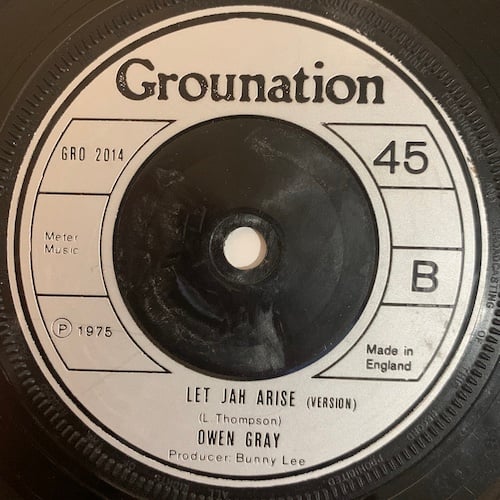 Grounation
GRO 2014
45
Meter
Music
B
Ⓟ 1975
Made in
England
LET JAH ARISE (VERSION)
(L. Thompson)
OWEN GRAY
Producer: Bunny Lee